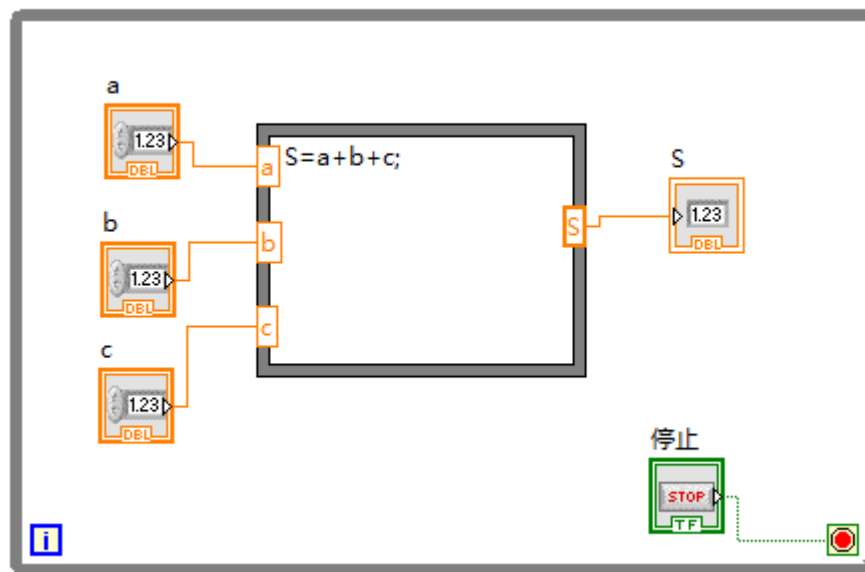 a
1.23
DBL
a
S=a+b+c;
b
1.23
DBL
b
c
1.23
DBL
c
S
S
1.23
DBL
停止
STOP
TF
i